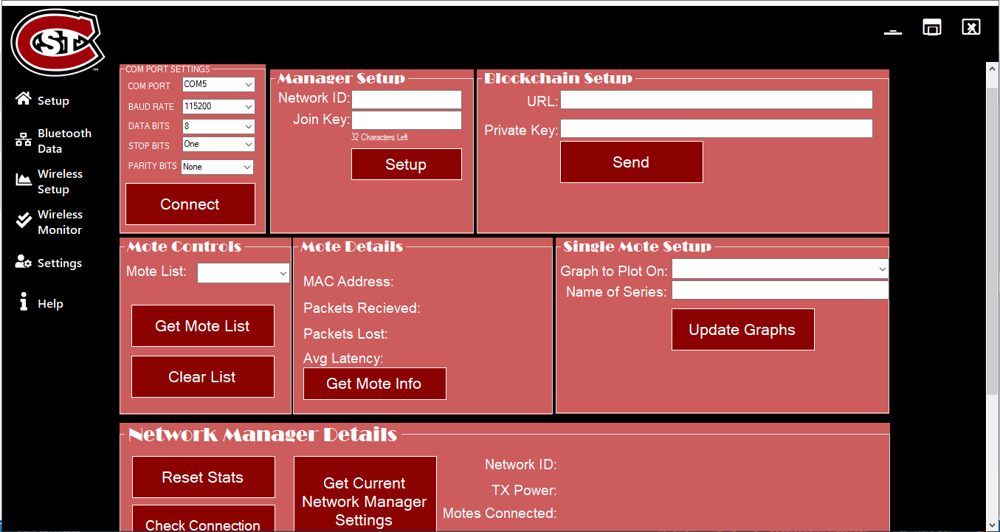 ST
™
Setup
Bluetooth
Data
Wireless
Setup
Wireless
Monitor
Settings
Help
COM PORT SETTINGS
COM PORT COM5
BAUD RATE 115200
DATA BITS 8
STOP BITS One
PARITY BITS None
Connect
Manager Setup
Network ID:
Join Key:
32 Characters Left
Setup
Blockchain Setup
URL:
Private Key:
Send
Mote Controls
Mote List:
Get Mote List
Clear List
Mote Details
MAC Address:
Packets Recieved:
Packets Lost:
Avg Latency:
Get Mote Info
Single Mote Setup
Graph to Plot On:
Name of Series:
Update Graphs
Network Manager Details
Reset Stats
Check Connection
Get Current
Network Manager
Settings
Network ID:
TX Power:
Motes Connected: